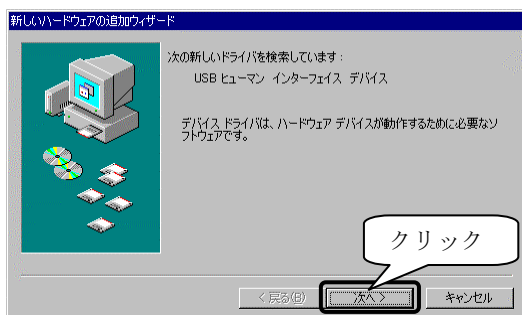 新しいハードウェアの追加ウィザード
次の新しいドライバを検索しています:
USB ヒューマン インターフェイス デバイス
デバイス ドライバは、ハードウェア デバイスが動作するために必要なソ
フトウェアです。
クリック
< 戻る(B)
次へ >
キャンセル